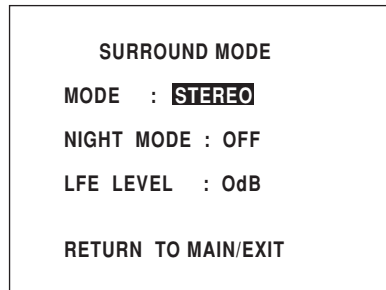 SURROUND MODE
MODE : STEREO
NIGHT MODE : OFF
LFE LEVEL : OdB
RETURN TO MAIN/EXIT